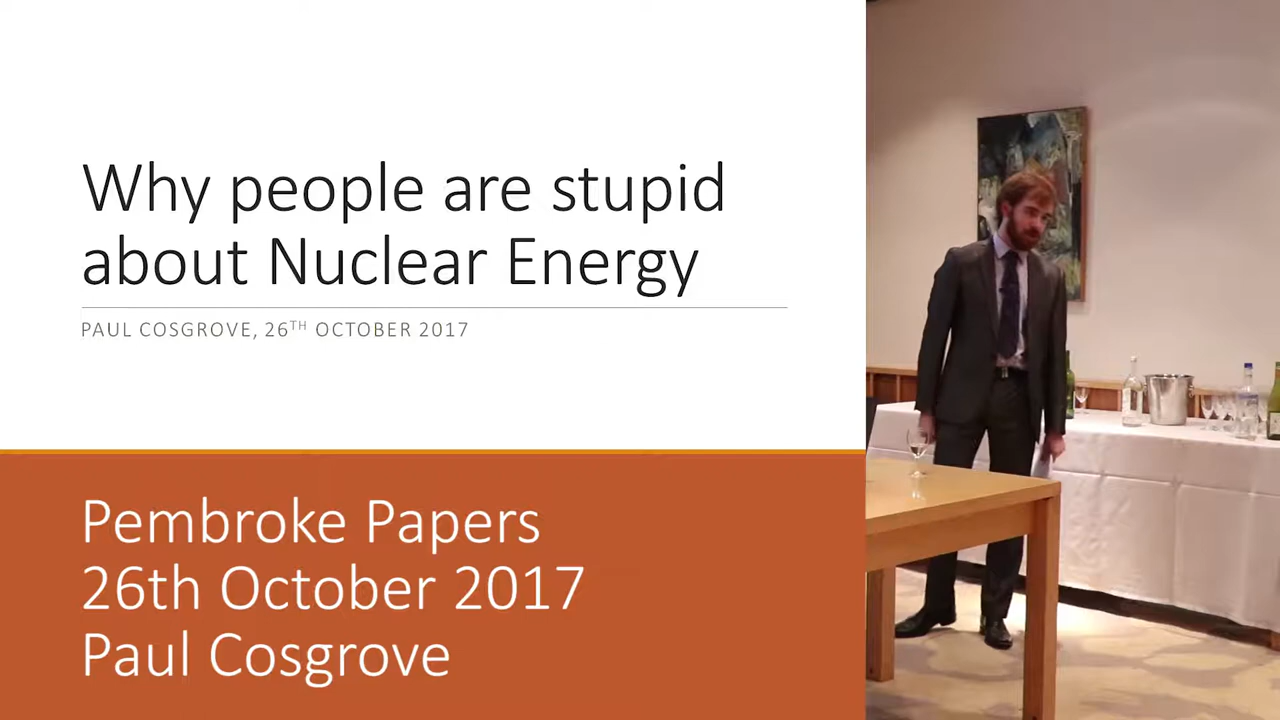 Why people are stupid
about Nuclear Energy
PAUL COSGROVE, 26TH OCTOBER 2017
Pembroke Papers
26th October 2017
Paul Cosgrove